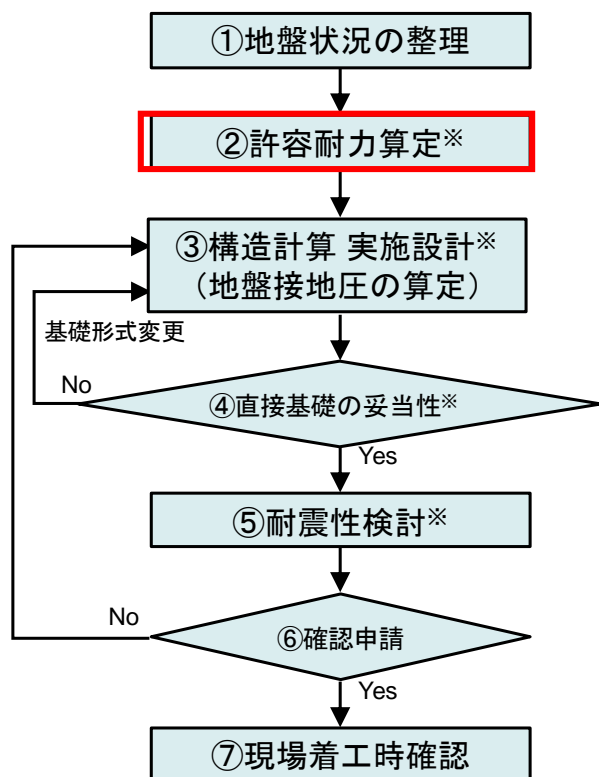 ①地盤状況の整理
②許容耐力算定※
③構造計算 実施設計※
（地盤接地圧の算定）
基礎形式変更
No
④直接基礎の妥当性※
Yes
⑤耐震性検討※
No
⑥確認申請
Yes
⑦現場着工時確認